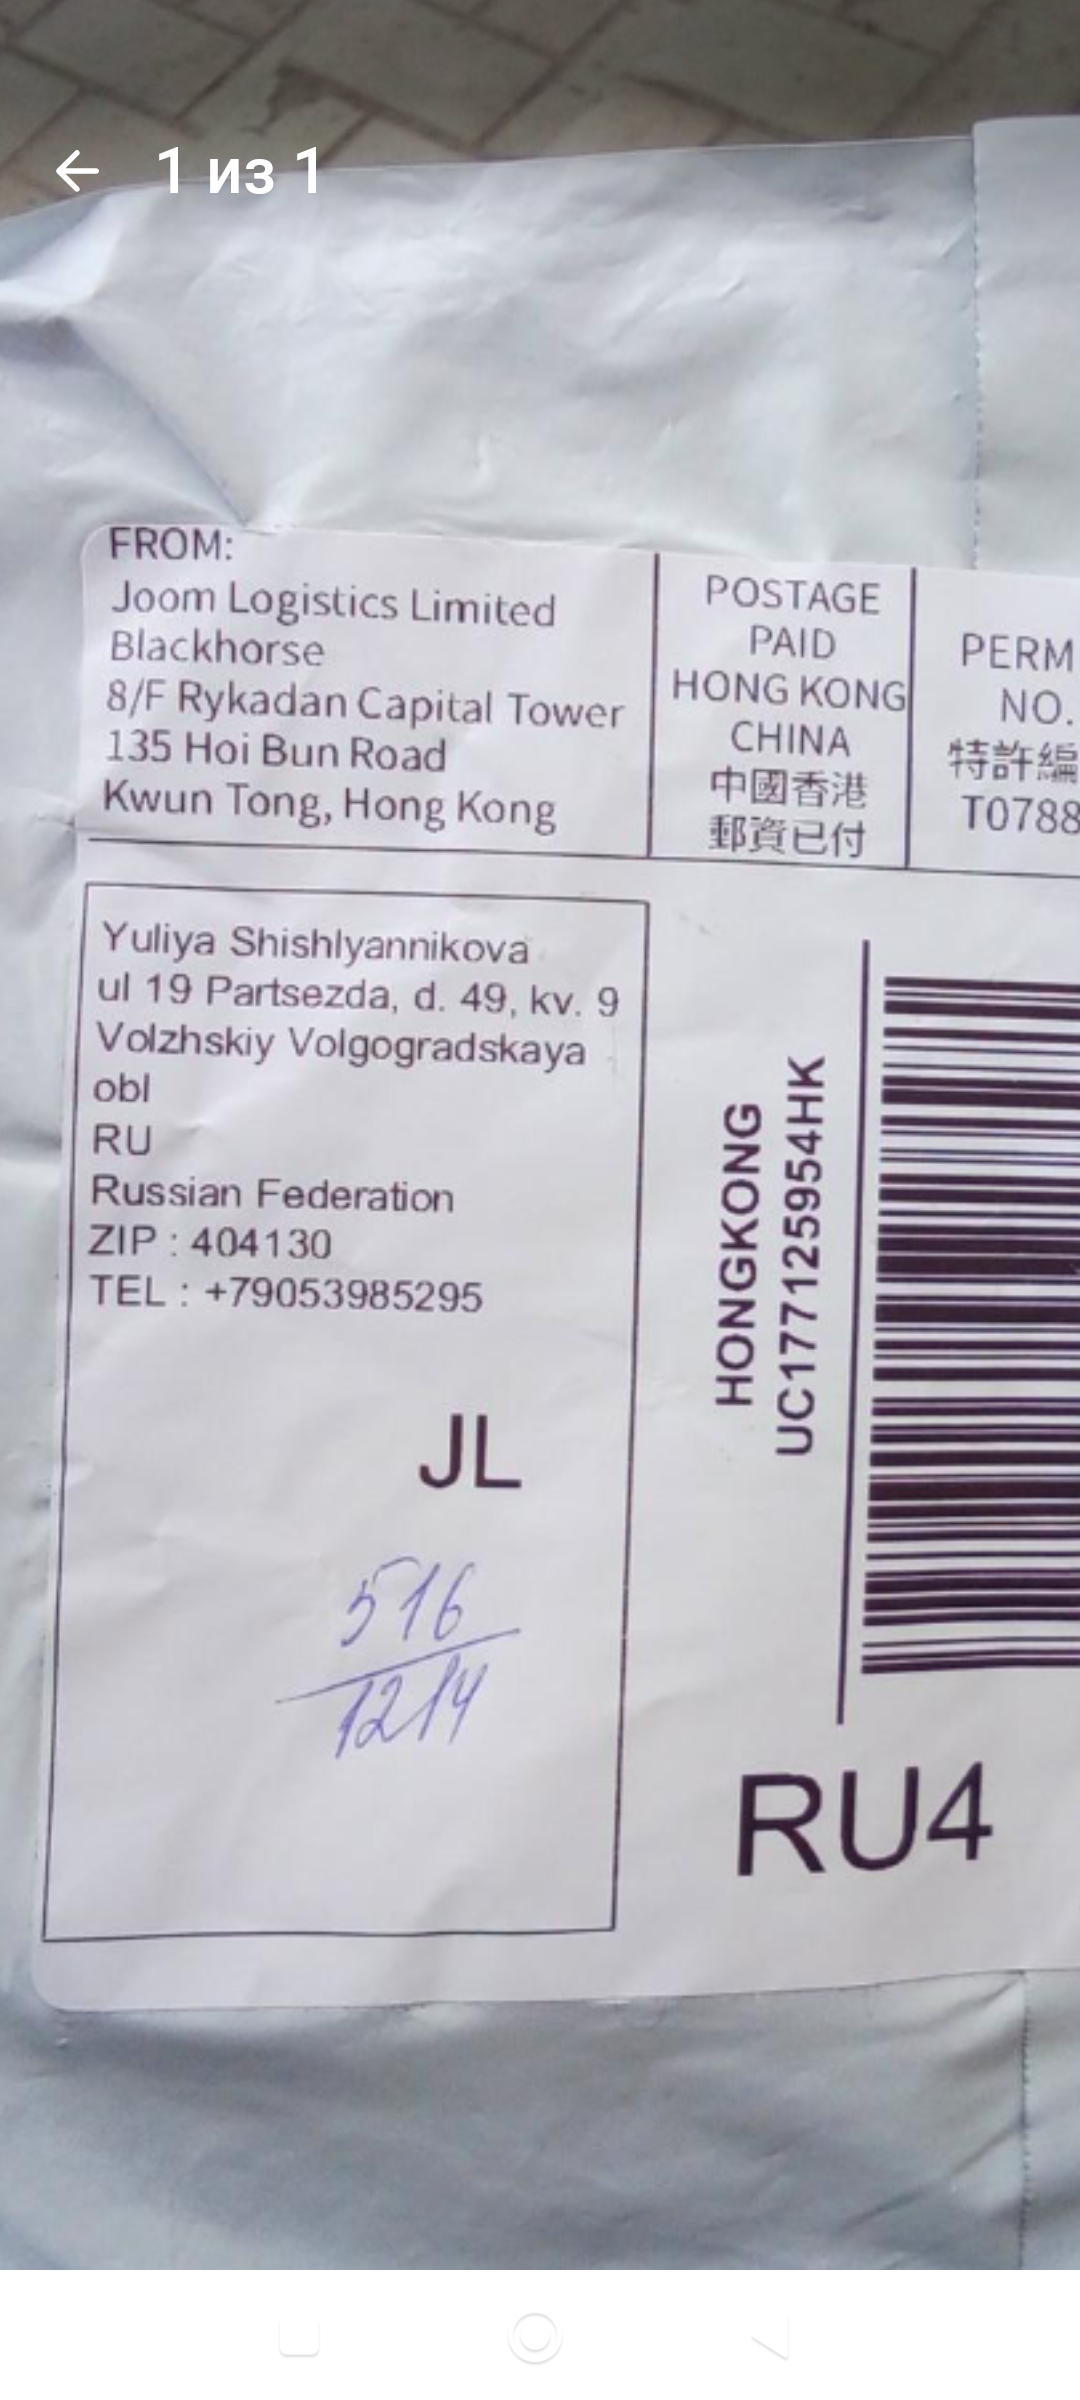 1 из 1
FROM:
Joom Logistics Limited
Blackhorse
8/F Rykadan Capital Tower
135 Hoi Bun Road
Kwun Tong, Hong Kong
POSTAGE
PAID
HONG KONG
CHINA
中國香港
郵資已付
PERM
NO.
特許編
T0788
Yuliya Shishlyannikova
ul 19 Partsezda, d. 49, kv. 9
Volzhskiy Volgogradskaya
obl
RU
Russian Federation
ZIP : 404130
TEL : +79053985295
JL
516
1214
HONGKONG
UC177125954HK
RU4